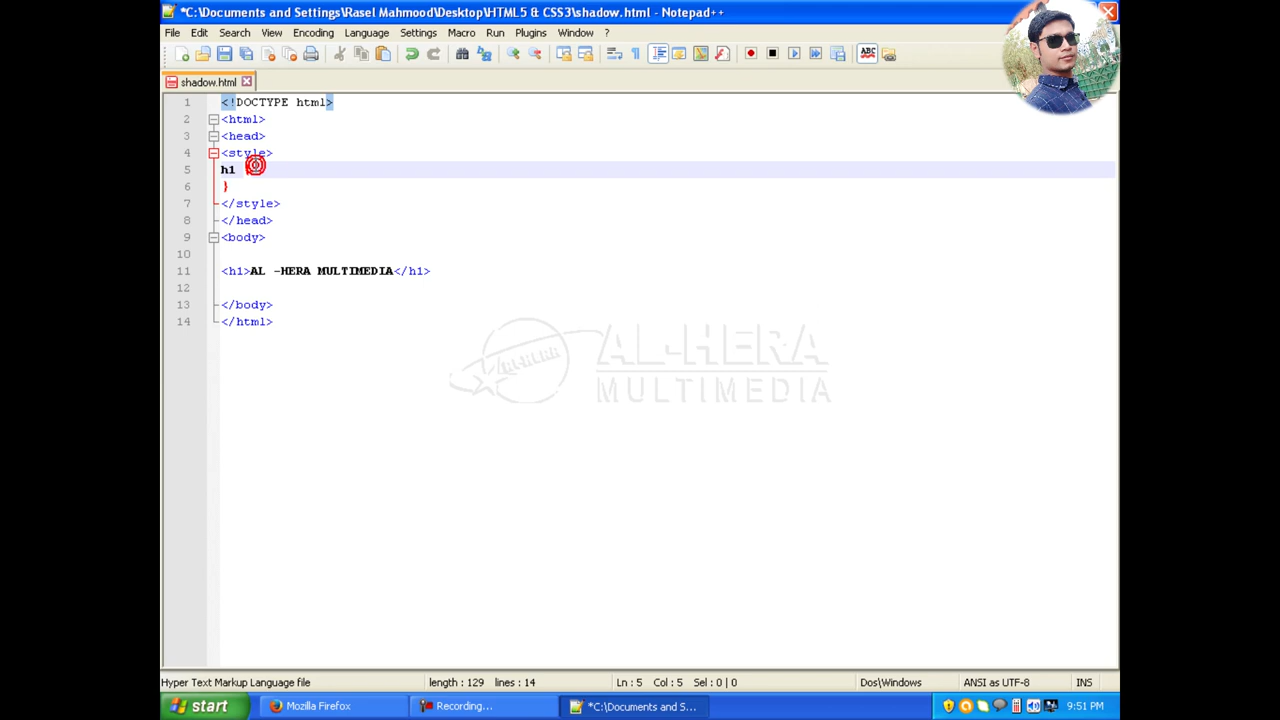 *C:\Documents and Settings\Rasel Mahmood\Desktop\HTML5 & CSS3\shadow.html - Notepad++
File Edit Search View Encoding Language Settings Macro Run Plugins Window ?
ABC
shadow.html
1 <!DOCTYPE html>
2 <html>
3 <head>
4 <style>
5 h1
6 }
7 </style>
8 </head>
9 <body>
10
11 <h1>AL -HERA MULTIMEDIA</h1>
12
13 </body>
14 </html>
AL-HERA
AL-HERA
MULTIMEDIA
Hyper Text Markup Language file length : 129 lines : 14 Ln : 5 Col : 5 Sel : 0 | 0 Dos\Windows ANSI as UTF-8 INS
start Mozilla Firefox Recording... *C:\Documents and S... 9:51 PM